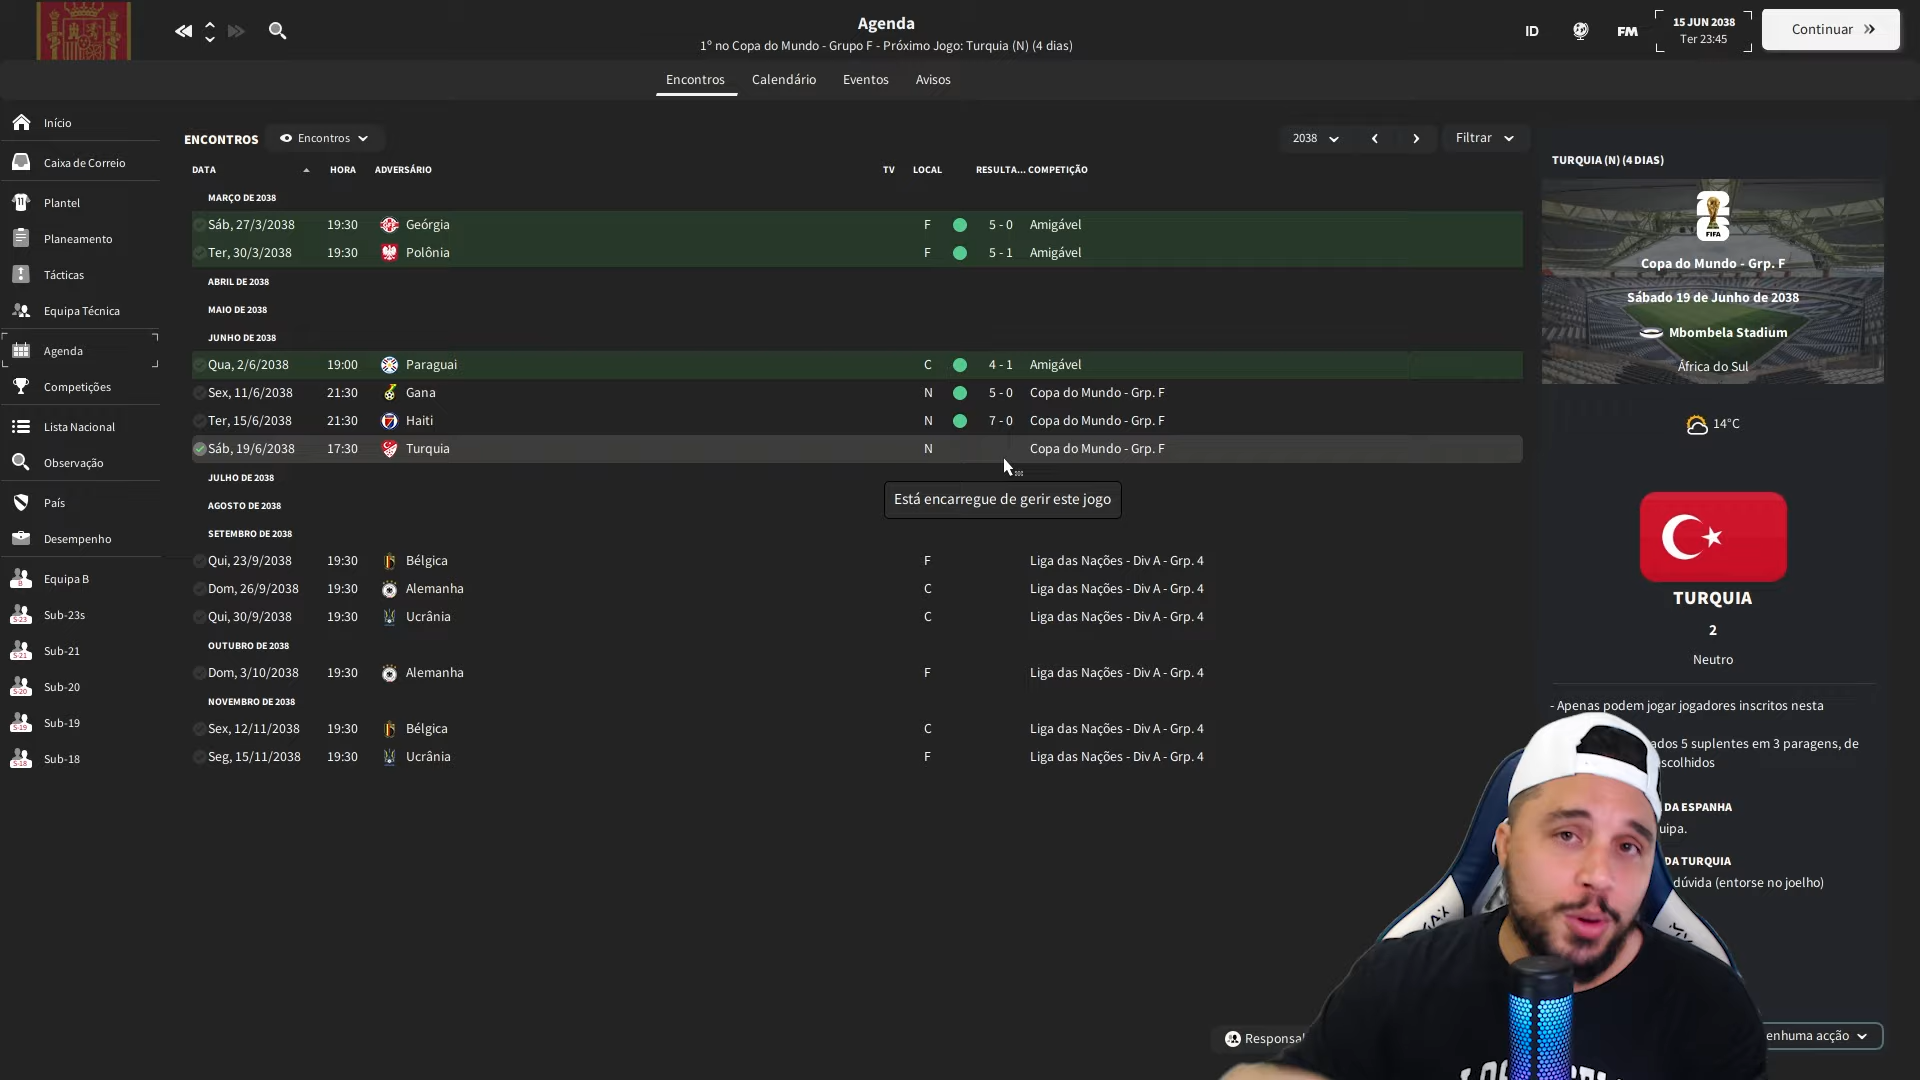 Agenda
1º no Copa do Mundo - Grupo F - Próximo Jogo: Turquia (N) (4 dias)
ID
FM
15 JUN 2038
Ter 23:45
Continuar
Encontros
Calendário
Eventos
Avisos
Início
Caixa de Correio
Plantel
Planeamento
Tácticas
Equipa Técnica
Agenda
Competições
Lista Nacional
Observação
País
Desempenho
Equipa B
Sub-23s
Sub-21
Sub-20
Sub-19
Sub-18
ENCONTROS
Encontros
2038
Filtrar
DATA HORA ADVERSÁRIO TV LOCAL RESULTA... COMPETIÇÃO
MARÇO DE 2038
Sáb, 27/3/2038 19:30 Geórgia F 5 - 0 Amigável
Ter, 30/3/2038 19:30 Polônia F 5 - 1 Amigável
ABRIL DE 2038
MAIO DE 2038
JUNHO DE 2038
Qua, 2/6/2038 19:00 Paraguai C 4 - 1 Amigável
Sex, 11/6/2038 21:30 Gana N 5 - 0 Copa do Mundo - Grp. F
Ter, 15/6/2038 21:30 Haiti N 7 - 0 Copa do Mundo - Grp. F
Sáb, 19/6/2038 17:30 Turquia N Copa do Mundo - Grp. F
JULHO DE 2038
Está encarregue de gerir este jogo
AGOSTO DE 2038
SETEMBRO DE 2038
Qui, 23/9/2038 19:30 Bélgica F Liga das Nações - Div A - Grp. 4
Dom, 26/9/2038 19:30 Alemanha C Liga das Nações - Div A - Grp. 4
Qui, 30/9/2038 19:30 Ucrânia C Liga das Nações - Div A - Grp. 4
OUTUBRO DE 2038
Dom, 3/10/2038 19:30 Alemanha F Liga das Nações - Div A - Grp. 4
NOVEMBRO DE 2038
Sex, 12/11/2038 19:30 Bélgica C Liga das Nações - Div A - Grp. 4
Seg, 15/11/2038 19:30 Ucrânia F Liga das Nações - Div A - Grp. 4
TURQUIA (N) (4 DIAS)
FIFA
Copa do Mundo - Grp. F
Sábado 19 de Junho de 2038
Mbombela Stadium
África do Sul
14°C
TURQUIA
2
Neutro
- Apenas podem jogar jogadores inscritos nesta
ados 5 suplentes em 3 paragens, de
scolhidos
DA ESPANHA
uipa.
DA TURQUIA
dúvida (entorse no joelho)
Responsa
enhuma acção